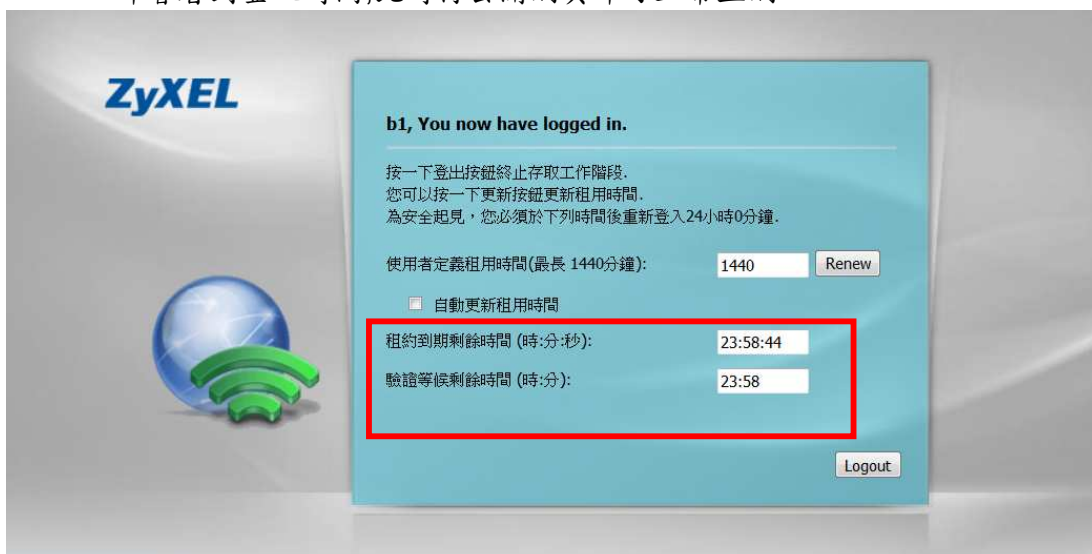 ZyXEL
b1, You now have logged in.
按一下登出按鈕終止存取工作階段.
您可以按一下更新按鈕更新租用時間.
為安全起見，您必須於下列時間後重新登入24小時0分鐘.
使用者定義租用時間(最長 1440分鐘): 1440 Renew
自動更新租用時間
租約到期剩餘時間 (時:分:秒): 23:58:44
驗證等候剩餘時間 (時:分): 23:58
Logout